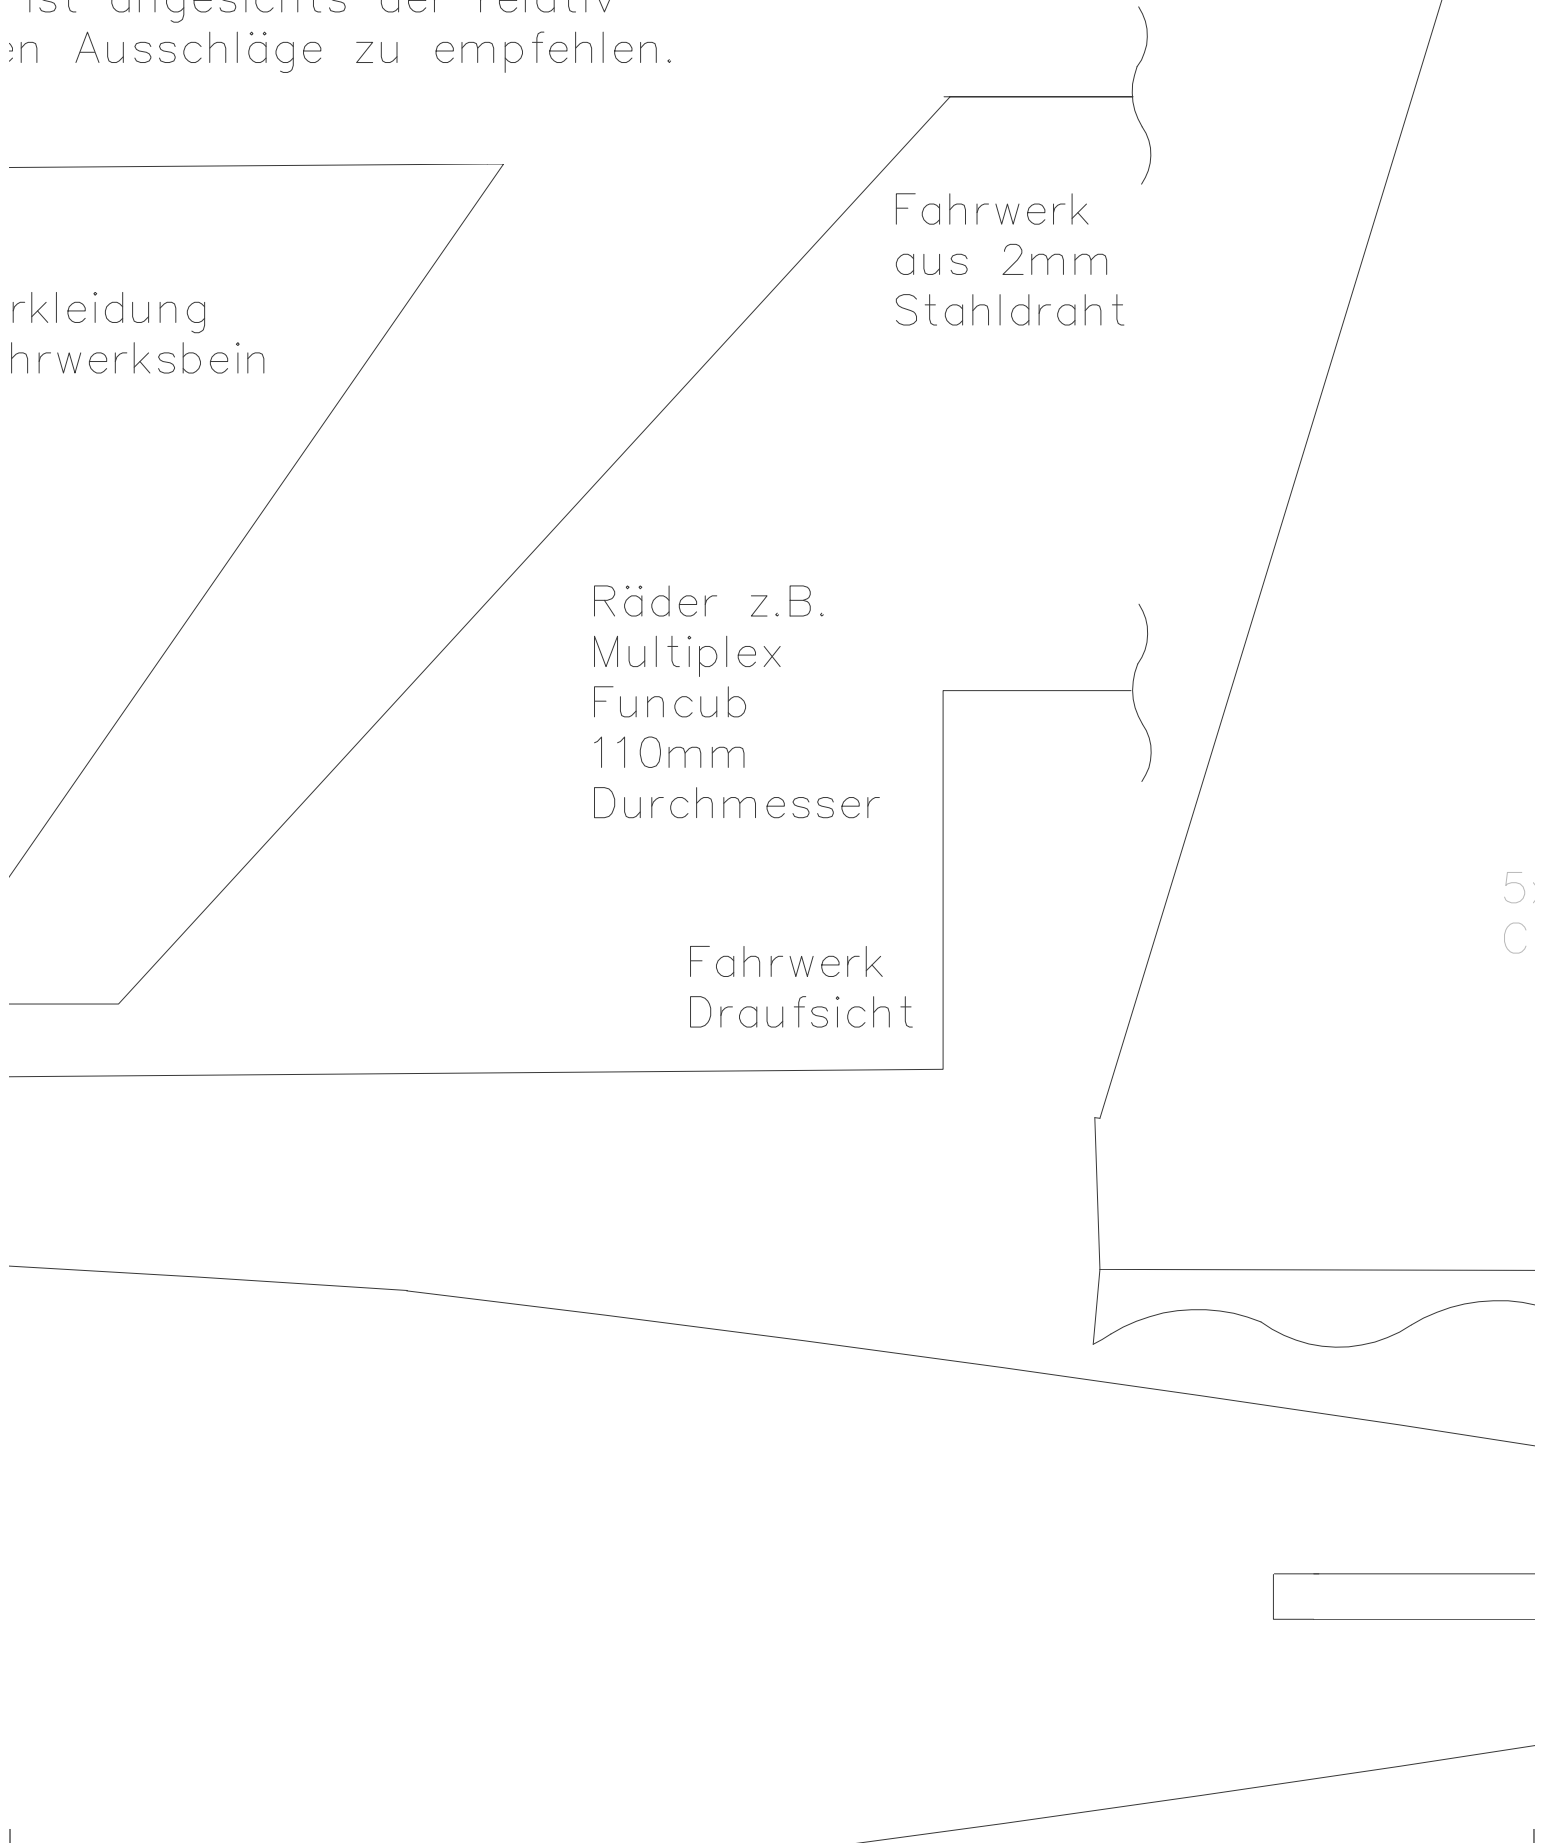 ist angesichts der relativ
en Ausschläge zu empfehlen.
Fahrwerk
aus 2mm
Stahldraht
rkleidung
hrwerksbein
Räder z.B.
Multiplex
Funcub
110mm
Durchmesser
Fahrwerk
Draufsicht
5
C